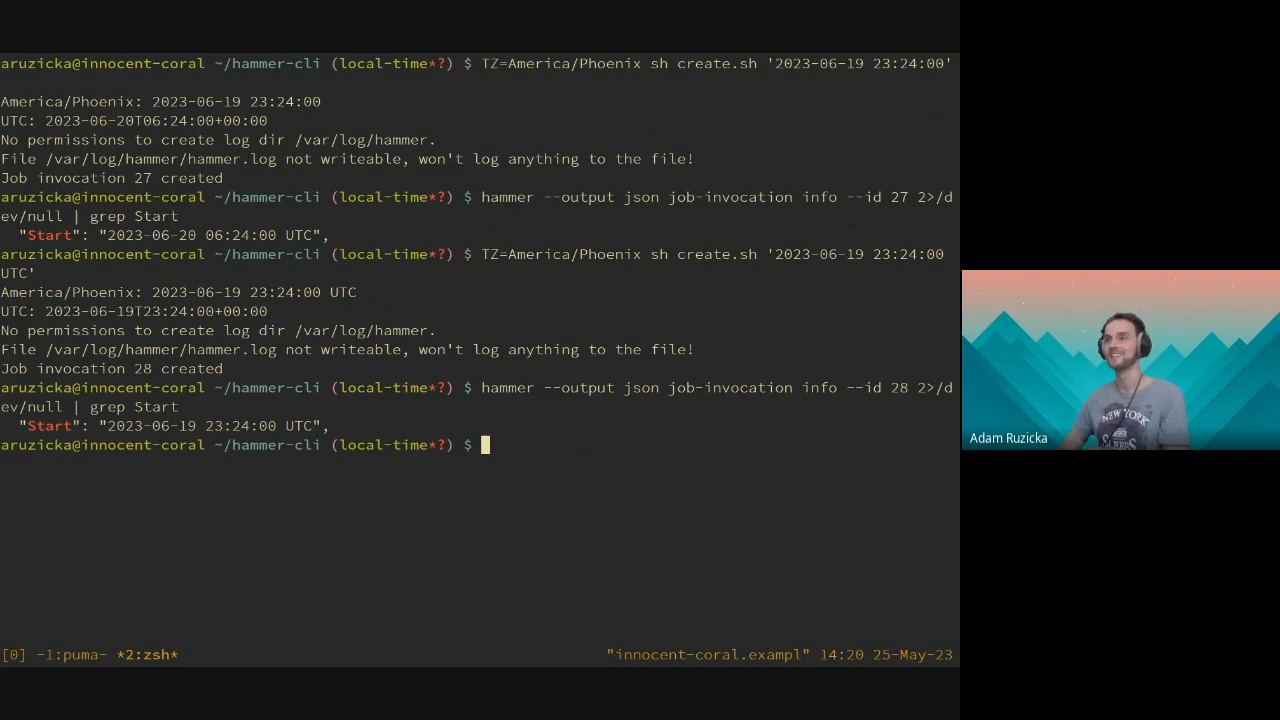 aruzicka@innocent-coral ~/hammer-cli (local-time*?) $ TZ=America/Phoenix sh create.sh '2023-06-19 23:24:00'
America/Phoenix: 2023-06-19 23:24:00
UTC: 2023-06-20T06:24:00+00:00
No permissions to create log dir /var/log/hammer.
File /var/log/hammer/hammer.log not writeable, won't log anything to the file!
Job invocation 27 created
aruzicka@innocent-coral ~/hammer-cli (local-time*?) $ hammer --output json job-invocation info --id 27 2>/d
ev/null | grep Start
"Start": "2023-06-20 06:24:00 UTC",
aruzicka@innocent-coral ~/hammer-cli (local-time*?) $ TZ=America/Phoenix sh create.sh '2023-06-19 23:24:00
UTC'
America/Phoenix: 2023-06-19 23:24:00 UTC
UTC: 2023-06-19T23:24:00+00:00
No permissions to create log dir /var/log/hammer.
File /var/log/hammer/hammer.log not writeable, won't log anything to the file!
Job invocation 28 created
aruzicka@innocent-coral ~/hammer-cli (local-time*?) $ hammer --output json job-invocation info --id 28 2>/d
ev/null | grep Start
"Start": "2023-06-19 23:24:00 UTC",
aruzicka@innocent-coral ~/hammer-cli (local-time*?) $
[0] -1:puma- *2:zsh* "innocent-coral.exampl" 14:20 25-May-23
NEW YORK
Adam Ruzicka